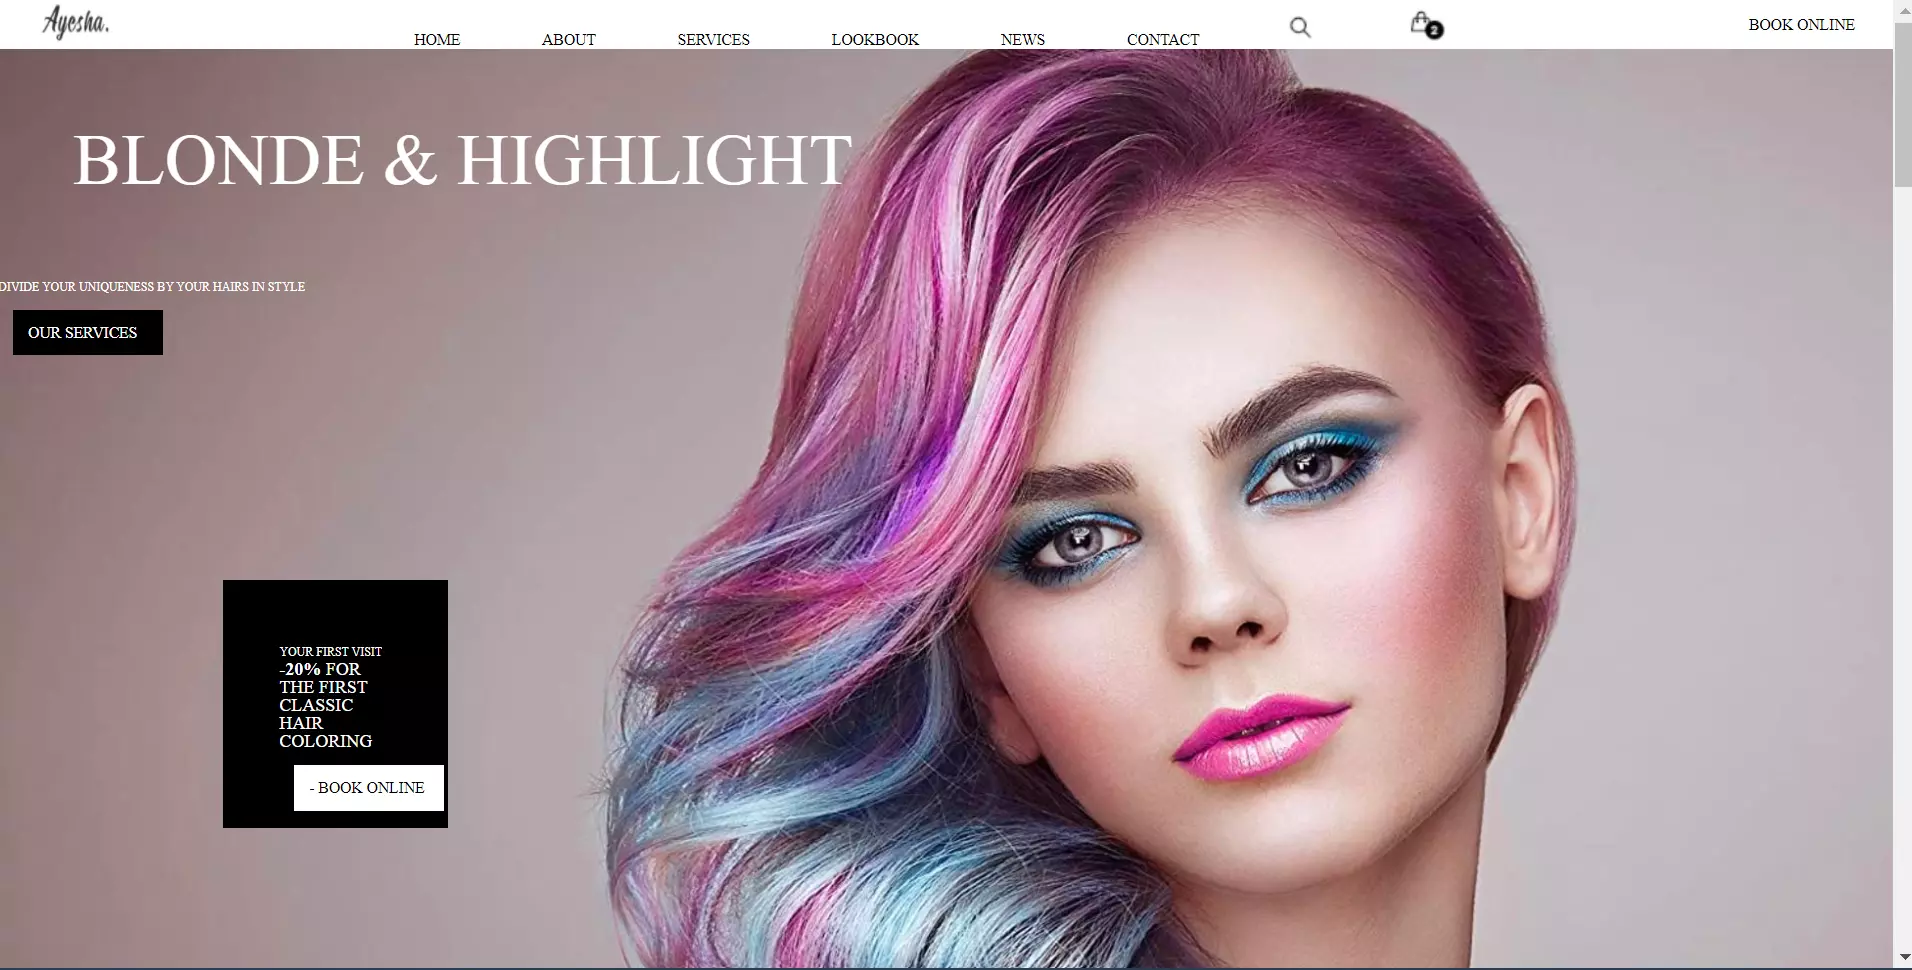 Ayesha.
HOME ABOUT SERVICES LOOKBOOK NEWS CONTACT 2 BOOK ONLINE
BLONDE & HIGHLIGHT
DIVIDE YOUR UNIQUENESS BY YOUR HAIRS IN STYLE
OUR SERVICES
YOUR FIRST VISIT
-20% FOR
THE FIRST
CLASSIC
HAIR
COLORING
- BOOK ONLINE